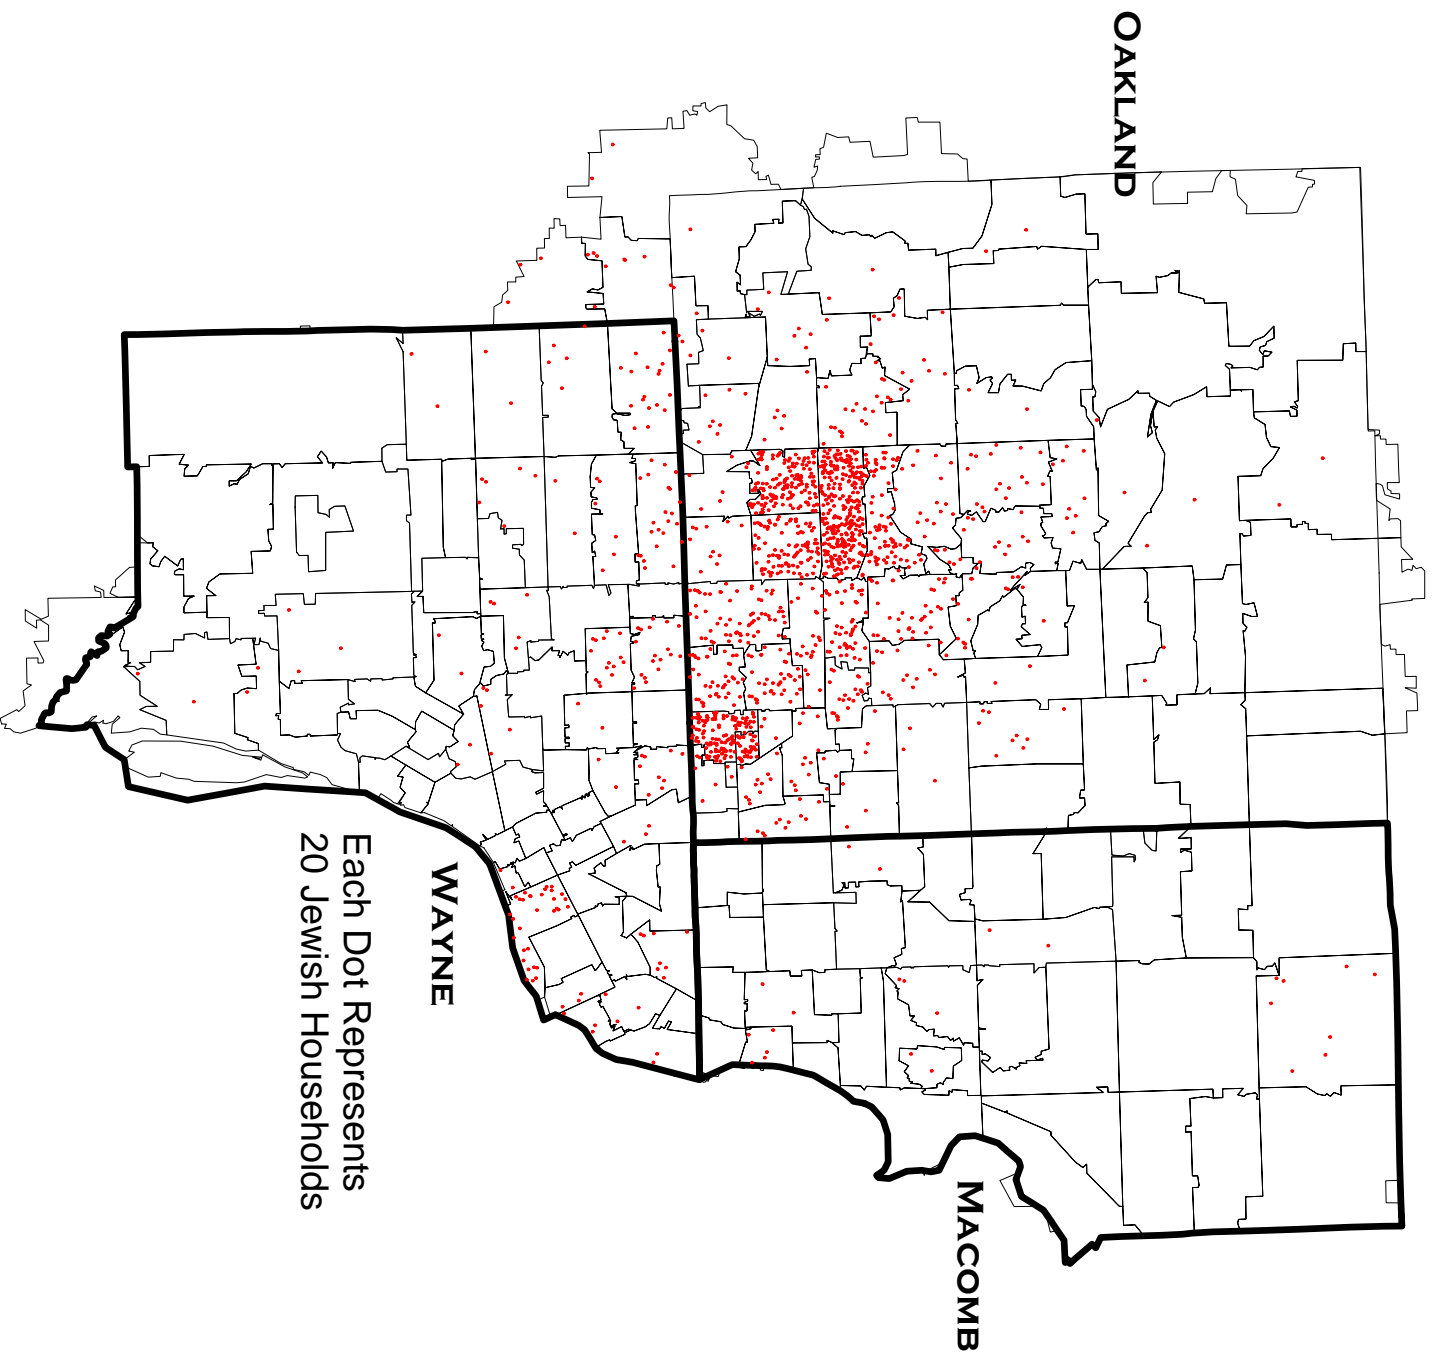 OAKLAND
MACOMB
WAYNE
Each Dot Represents
20 Jewish Households